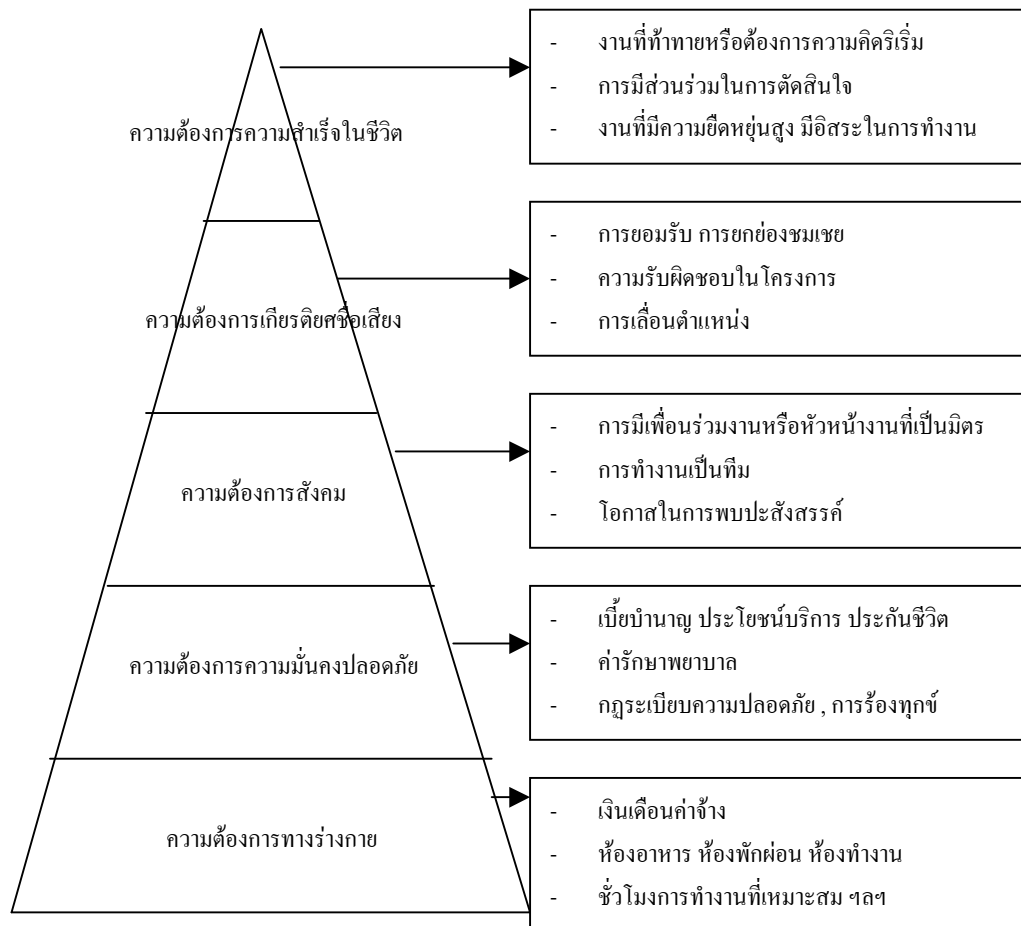 - งานที่ท้าทายหรือต้องการความคิดริเริ่ม
- การมีส่วนร่วมในการตัดสินใจ
- งานที่มีความยืดหยุ่นสูง มีอิสระในการทำงาน
ความต้องการความสำเร็จในชีวิต
- การยอมรับ การยกย่องชมเชย
- ความรับผิดชอบในโครงการ
- การเลื่อนตำแหน่ง
ความต้องการเกียรติยศชื่อเสียง
- การมีเพื่อนร่วมงานหรือหัวหน้างานที่เป็นมิตร
- การทำงานเป็นทีม
- โอกาสในการพบปะสังสรรค์
ความต้องการสังคม
- เบี้ยบำนาญ ประโยชน์บริการ ประกันชีวิต
- ค่ารักษาพยาบาล
- กฎระเบียบความปลอดภัย , การร้องทุกข์
ความต้องการความมั่นคงปลอดภัย
- เงินเดือนค่าจ้าง
- ห้องอาหาร ห้องพักผ่อน ห้องทำงาน
- ชั่วโมงการทำงานที่เหมาะสม ฯลฯ
ความต้องการทางร่างกาย